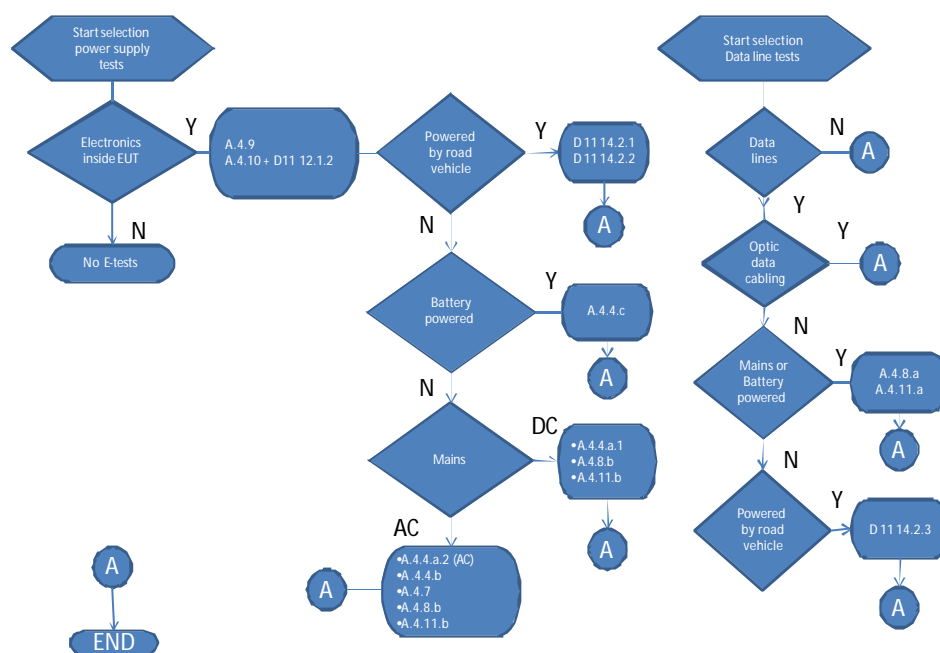 Start selection
power supply
tests
Electronics
inside EUT
Y
N
No E-tests
A.4.9
A.4.10 + D11 12.1.2
Powered
by road
vehicle
Y
D 11 14.2.1
D 11 14.2.2
A
N
Battery
powered
Y
A.4.4.c
A
N
Mains
DC
•A.4.4.a.1
•A.4.8.b
•A.4.11.b
A
AC
•A.4.4.a.2 (AC)
•A.4.4.b
•A.4.7
•A.4.8.b
•A.4.11.b
A
A
END
Start selection
Data line tests
Data
lines
N
A
Y
Optic
data
cabling
Y
A
N
Mains or
Battery
powered
Y
A.4.8.a
A.4.11.a
A
N
Powered
by road
vehicle
Y
D 11 14.2.3
A